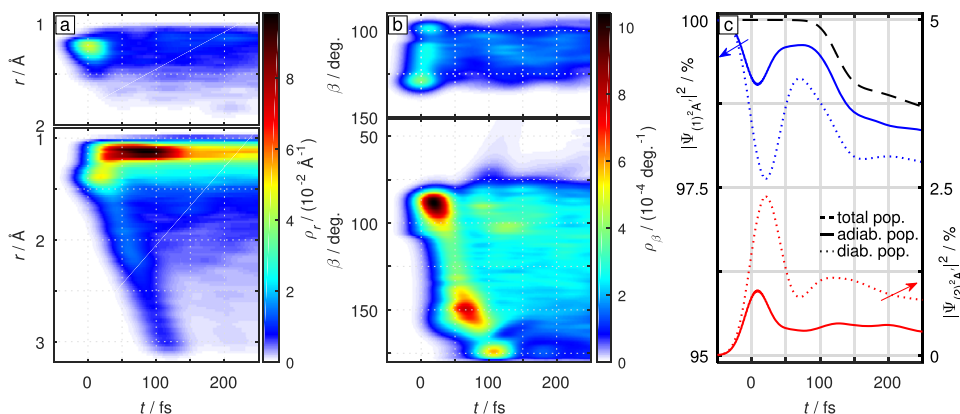 a
1
r / Å
2
1
r / Å
2
3
0
100
200
t / fs
8
6
4
2
0
ρr / (10⁻² Å⁻¹)
b
100
β / deg.
150
50
β / deg.
100
150
0
100
200
t / fs
10
8
6
4
2
0
ρβ / (10⁻⁴ deg.⁻¹)
c
100
97.5
95
|Ψ(1)²A′|² / %
5
2.5
0
|Ψ(2)²A′|² / %
total pop.
adiab. pop.
diab. pop.
0
100
200
t / fs